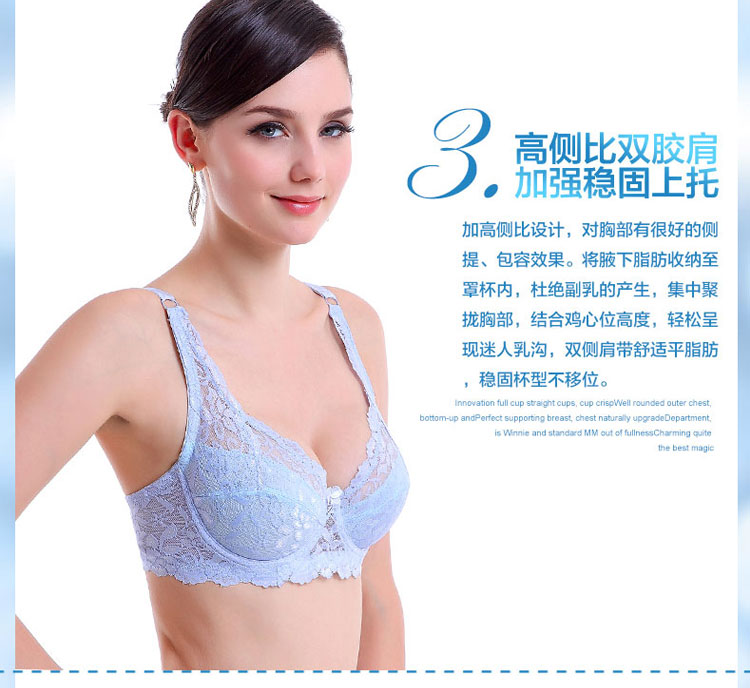 3.
高侧比双胶肩
加强稳固上托
加高侧比设计，对胸部有很好的侧
提、包容效果。将腋下脂肪收纳至
罩杯内，杜绝副乳的产生，集中聚
拢胸部，结合鸡心位高度，轻松呈
现迷人乳沟，双侧肩带舒适平脂肪
，稳固杯型不移位。
Innovation full cup straight cups, cup crispWell rounded outer chest,
bottom-up andPerfect supporting breast, chest naturally upgradeDepartment,
is Winnie and standard MM out of fullnessCharming quite
the best magic